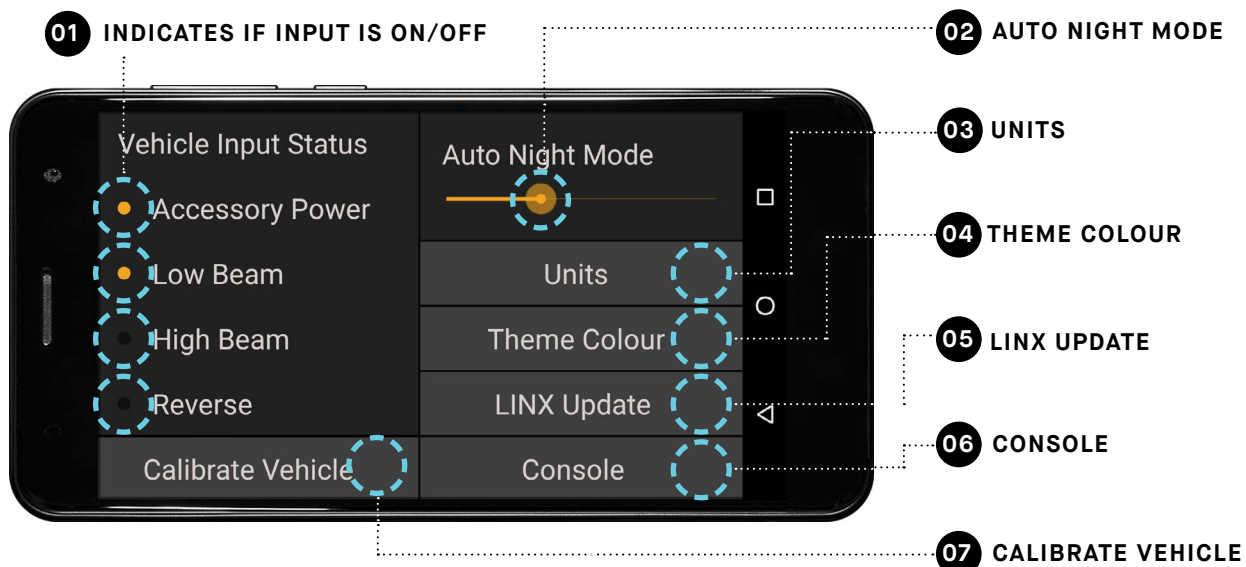 01 INDICATES IF INPUT IS ON/OFF
02 AUTO NIGHT MODE
03 UNITS
04 THEME COLOUR
05 LINX UPDATE
06 CONSOLE
07 CALIBRATE VEHICLE
Vehicle Input Status
Accessory Power
Low Beam
High Beam
Reverse
Calibrate Vehicle
Auto Night Mode
Units
Theme Colour
LINX Update
Console